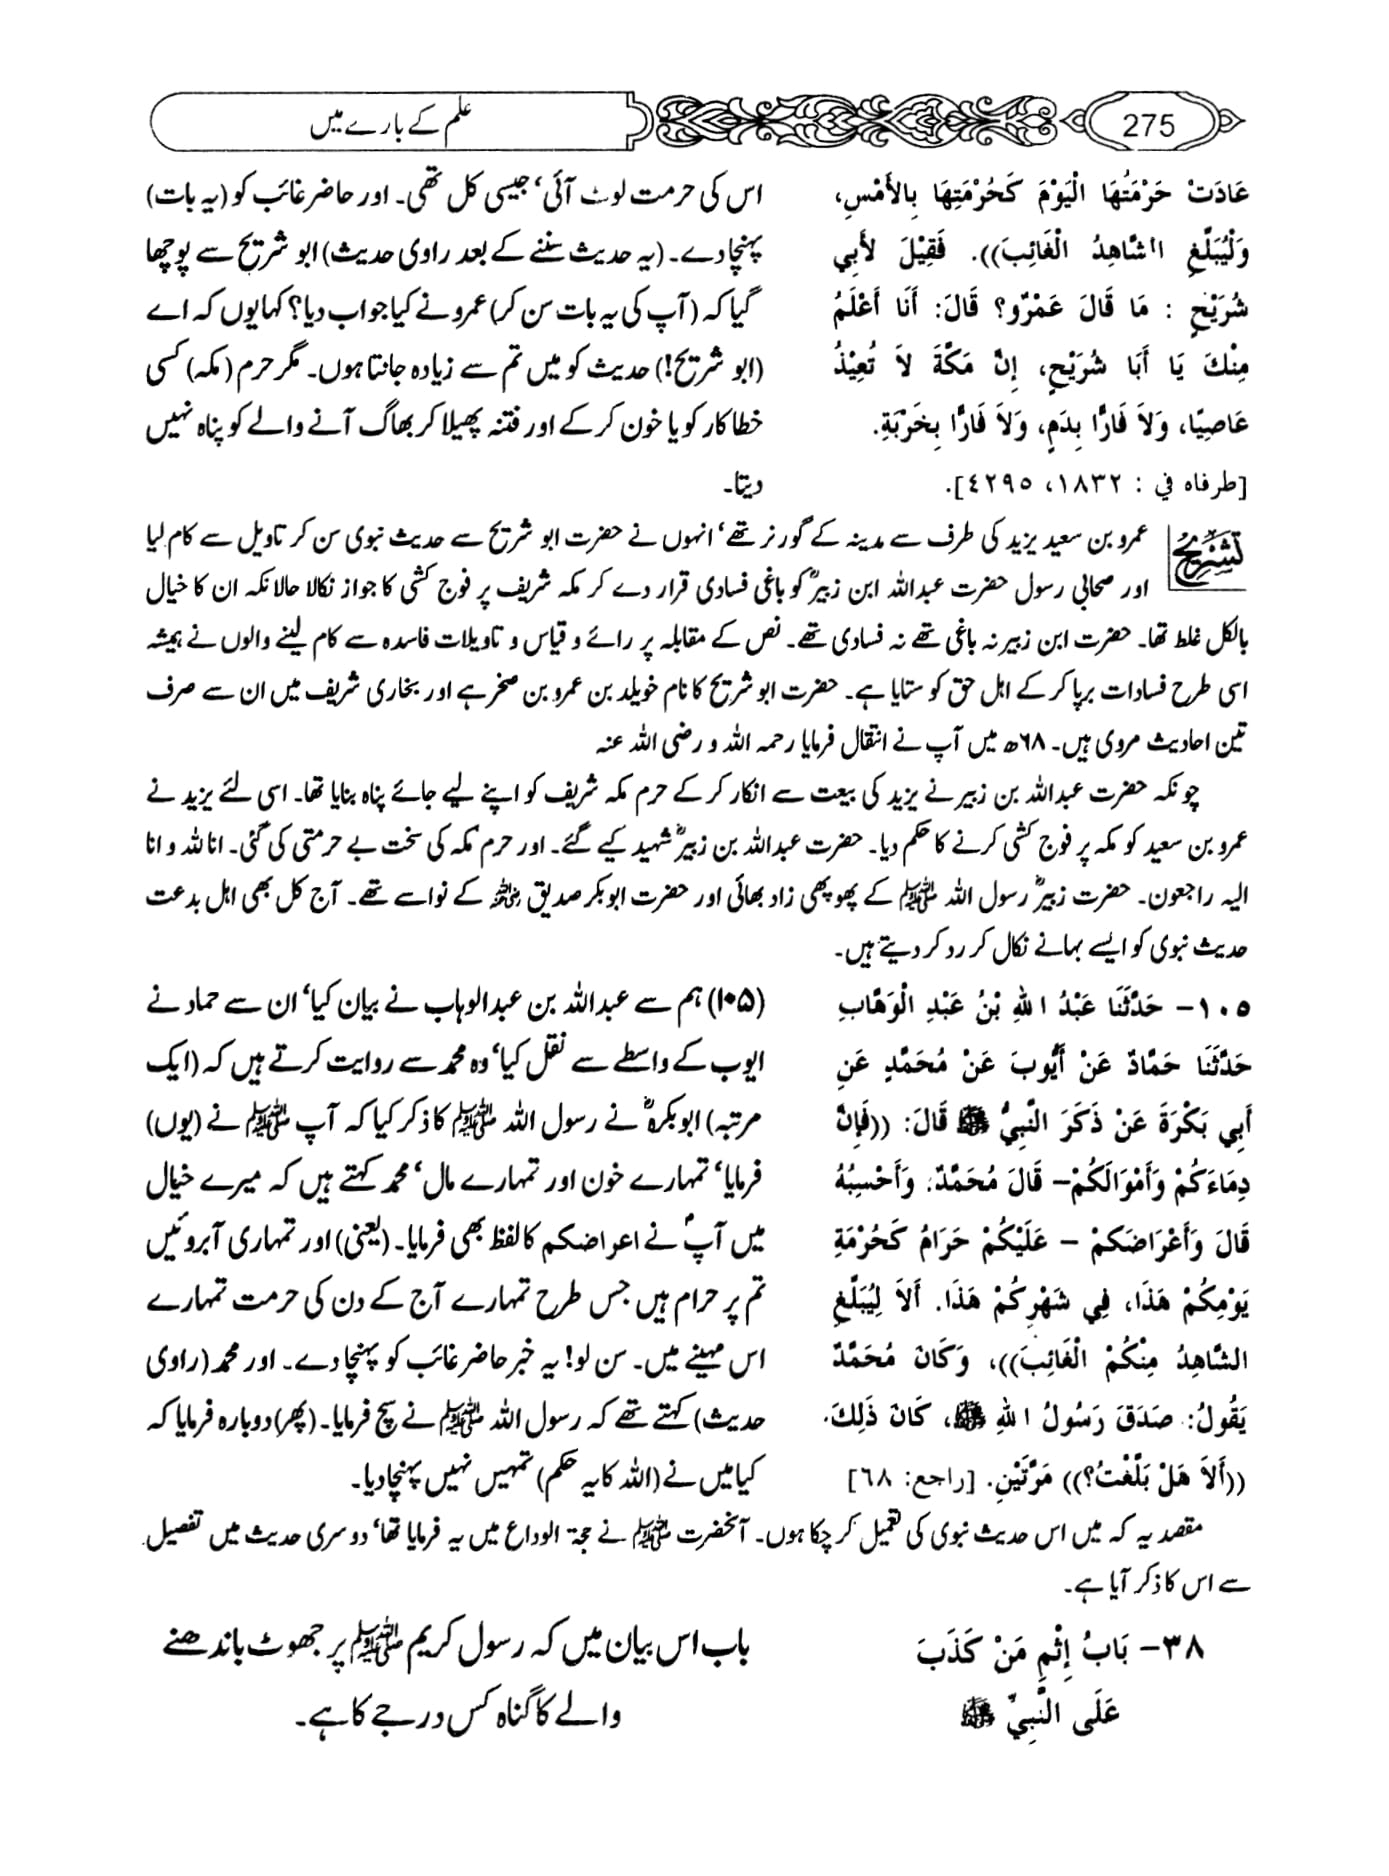 275
علم کے بارے میں
عَادَتْ حَرْمَتُهَا الْيَوْمَ كَحُرْمَتِهَا بِالأَمْسِ،
وَلْيُبَلِّغِ الشَّاهِدُ الْغَائِبَ)). فَقِيْلَ لأَبِي
شُرَيْحٍ : مَا قَالَ عَمْرٌو؟ قَالَ: أَنَا أَعْلَمُ
مِنْكَ يَا أَبَا شُرَيْحٍ، إِنَّ مَكَّةَ لاَ تُعِيْذُ
عَاصِيًا، وَلاَ فَارًّا بِدَمٍ، وَلاَ فَارًّا بِخَرْبَةٍ.
[طرفاه في : ١٨٣٢، ٤٢٩٥].
اس کی حرمت لوٹ آئی‘ جیسی کل تھی۔ اور حاضر غائب کو (یہ بات)
پہنچا دے۔ (یہ حدیث سننے کے بعد راوی حدیث) ابو شریح سے پوچھا
گیا کہ (آپ کی یہ بات سن کر) عمرو نے کیا جواب دیا؟ کہا یوں کہ اے
(ابو شریح!) حدیث کو میں تم سے زیادہ جانتا ہوں۔ مگر حرم (مکہ) کسی
خطاکار کو یا خون کر کے اور فتنہ پھیلا کر بھاگ آنے والے کو پناہ نہیں
دیتا۔
تشریح
عمرو بن سعید یزید کی طرف سے مدینہ کے گورنر تھے‘ انہوں نے حضرت ابو شریح سے حدیث نبوی سن کر تاویل سے کام لیا
اور صحابی رسول حضرت عبداللہ ابن زبیرؓ کو باغی فسادی قرار دے کر مکہ شریف پر فوج کشی کا جواز نکالا حالانکہ ان کا خیال
بالکل غلط تھا۔ حضرت ابن زبیر نہ باغی تھے نہ فسادی تھے۔ نص کے مقابلہ پر رائے و قیاس و تاویلات فاسدہ سے کام لینے والوں نے ہمیشہ
اسی طرح فسادات برپا کر کے اہل حق کو ستایا ہے۔ حضرت ابو شریح کا نام خویلد بن عمرو بن صخر ہے اور بخاری شریف میں ان سے صرف
تین احادیث مروی ہیں۔ ۶۸ھ میں آپ نے انتقال فرمایا رحمہ اللہ و رضی اللہ عنہ
چونکہ حضرت عبداللہ بن زبیر نے یزید کی بیعت سے انکار کر کے حرم مکہ شریف کو اپنے لیے جائے پناہ بنایا تھا۔ اسی لئے یزید نے
عمرو بن سعید کو مکہ پر فوج کشی کرنے کا حکم دیا۔ حضرت عبداللہ بن زبیرؓ شہید کیے گئے۔ اور حرم مکہ کی سخت بے حرمتی کی گئی۔ انا للہ و انا
الیہ راجعون۔ حضرت زبیرؓ رسول اللہ ﷺ کے پھوپھی زاد بھائی اور حضرت ابوبکر صدیق رضی اللہ عنہ کے نواسے تھے۔ آج کل بھی اہل بدعت
حدیث نبوی کو ایسے بہانے نکال کر رد کر دیتے ہیں۔
١٠٥- حَدَّثَنَا عَبْدُ اللهِ بْنُ عَبْدِ الْوَهَّابِ
حَدَّثَنَا حَمَّادٌ عَنْ أَيُّوبَ عَنْ مُحَمَّدٍ عَنِ
أَبِي بَكْرَةَ عَنْ ذَكَرَ النَّبِيُّ ﷺ قَالَ: ((فَإِنَّ
دِمَاءَكُمْ وَأَمْوَالَكُمْ- قَالَ مُحَمَّدٌ: وَأَحْسِبُهُ
قَالَ وَأَعْرَاضَكمْ - عَلَيْكُمْ حَرَامٌ كَحُرْمَةِ
يَوْمِكُمْ هَذَا، فِي شَهْرِكُمْ هَذَا. أَلاَ لِيُبَلِّغِ
الشَّاهِدُ مِنْكُمْ الْغَائِبَ))، وَكَانَ مُحَمَّدٌ
يَقُولُ: صَدَقَ رَسُولُ اللهِ ﷺ، كَانَ ذَلِكَ.
((أَلاَ هَلْ بَلَّغْتُ؟)) مَرَّتَيْنِ. [راجع: ٦٨]
(۱۰۵) ہم سے عبداللہ بن عبدالوہاب نے بیان کیا‘ ان سے حماد نے
ایوب کے واسطے سے نقل کیا‘ وہ محمد سے روایت کرتے ہیں کہ (ایک
مرتبہ) ابوبکرہؓ نے رسول اللہ ﷺ کا ذکر کیا کہ آپ ﷺ نے (یوں)
فرمایا‘ تمہارے خون اور تمہارے مال‘ محمد کہتے ہیں کہ میرے خیال
میں آپؐ نے اعراضکم کا لفظ بھی فرمایا۔ (یعنی) اور تمہاری آبروئیں
تم پر حرام ہیں جس طرح تمہارے آج کے دن کی حرمت تمہارے
اس مہینے میں۔ سن لو! یہ خبر حاضر غائب کو پہنچا دے۔ اور محمد (راوی
حدیث) کہتے تھے کہ رسول اللہ ﷺ نے سچ فرمایا۔ (پھر) دوبارہ فرمایا کہ
کیا میں نے (اللہ کا یہ حکم) تمہیں نہیں پہنچا دیا۔
مقصد یہ کہ میں اس حدیث نبوی کی تعمیل کر چکا ہوں۔ آنحضرت ﷺ نے حجۃ الوداع میں یہ فرمایا تھا‘ دوسری حدیث میں تفصیل
سے اس کا ذکر آیا ہے۔
٣٨- بَابُ إِثْمِ مَنْ كَذَبَ
عَلَى النَّبِيِّ ﷺ
باب اس بیان میں کہ رسول کریم ﷺ پر جھوٹ باندھنے
والے کا گناہ کس درجے کا ہے۔